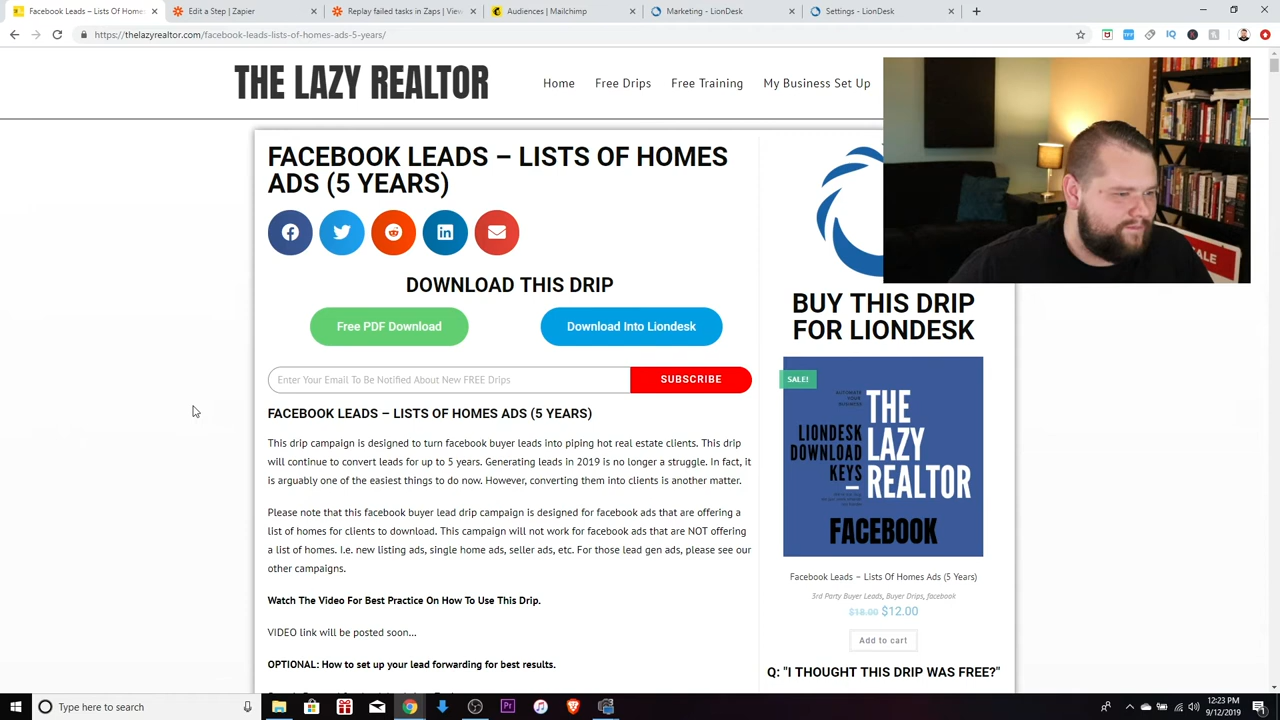 Facebook Leads – Lists of Homes
Edit a Step | Zapier
Replay failed tasks in Zaps | View
Audiences | Mailchimp
Marketing - LionDesk
Settings - LionDesk
https://thelazyrealtor.com/facebook-leads-lists-of-homes-ads-5-years/
TFF
IQ
THE LAZY REALTOR
Home
Free Drips
Free Training
My Business Set Up
FACEBOOK LEADS – LISTS OF HOMES
ADS (5 YEARS)
DOWNLOAD THIS DRIP
Free PDF Download
Download Into Liondesk
Enter Your Email To Be Notified About New FREE Drips
SUBSCRIBE
FACEBOOK LEADS – LISTS OF HOMES ADS (5 YEARS)
This drip campaign is designed to turn facebook buyer leads into piping hot real estate clients. This drip
will continue to convert leads for up to 5 years. Generating leads in 2019 is no longer a struggle. In fact, it
is arguably one of the easiest things to do now. However, converting them into clients is another matter.
Please note that this facebook buyer lead drip campaign is designed for facebook ads that are offering a
list of homes for clients to download. This campaign will not work for facebook ads that are NOT offering
a list of homes. I.e. new listing ads, single home ads, seller ads, etc. For those lead gen ads, please see our
other campaigns.
Watch The Video For Best Practice On How To Use This Drip.
VIDEO link will be posted soon...
OPTIONAL: How to set up your lead forwarding for best results.
ALE
BUY THIS DRIP
FOR LIONDESK
SALE!
AUTOMATE
YOUR
BUSINESS
THE
LAZY
REALTOR
LIONDESK
DOWNLOAD
KEYS
FACEBOOK
Facebook Leads – Lists Of Homes Ads (5 Years)
3rd Party Buyer Leads, Buyer Drips, facebook
$18.00 $12.00
Add to cart
Q: "I THOUGHT THIS DRIP WAS FREE?"
Type here to search
Pr
12:23 PM
9/12/2019